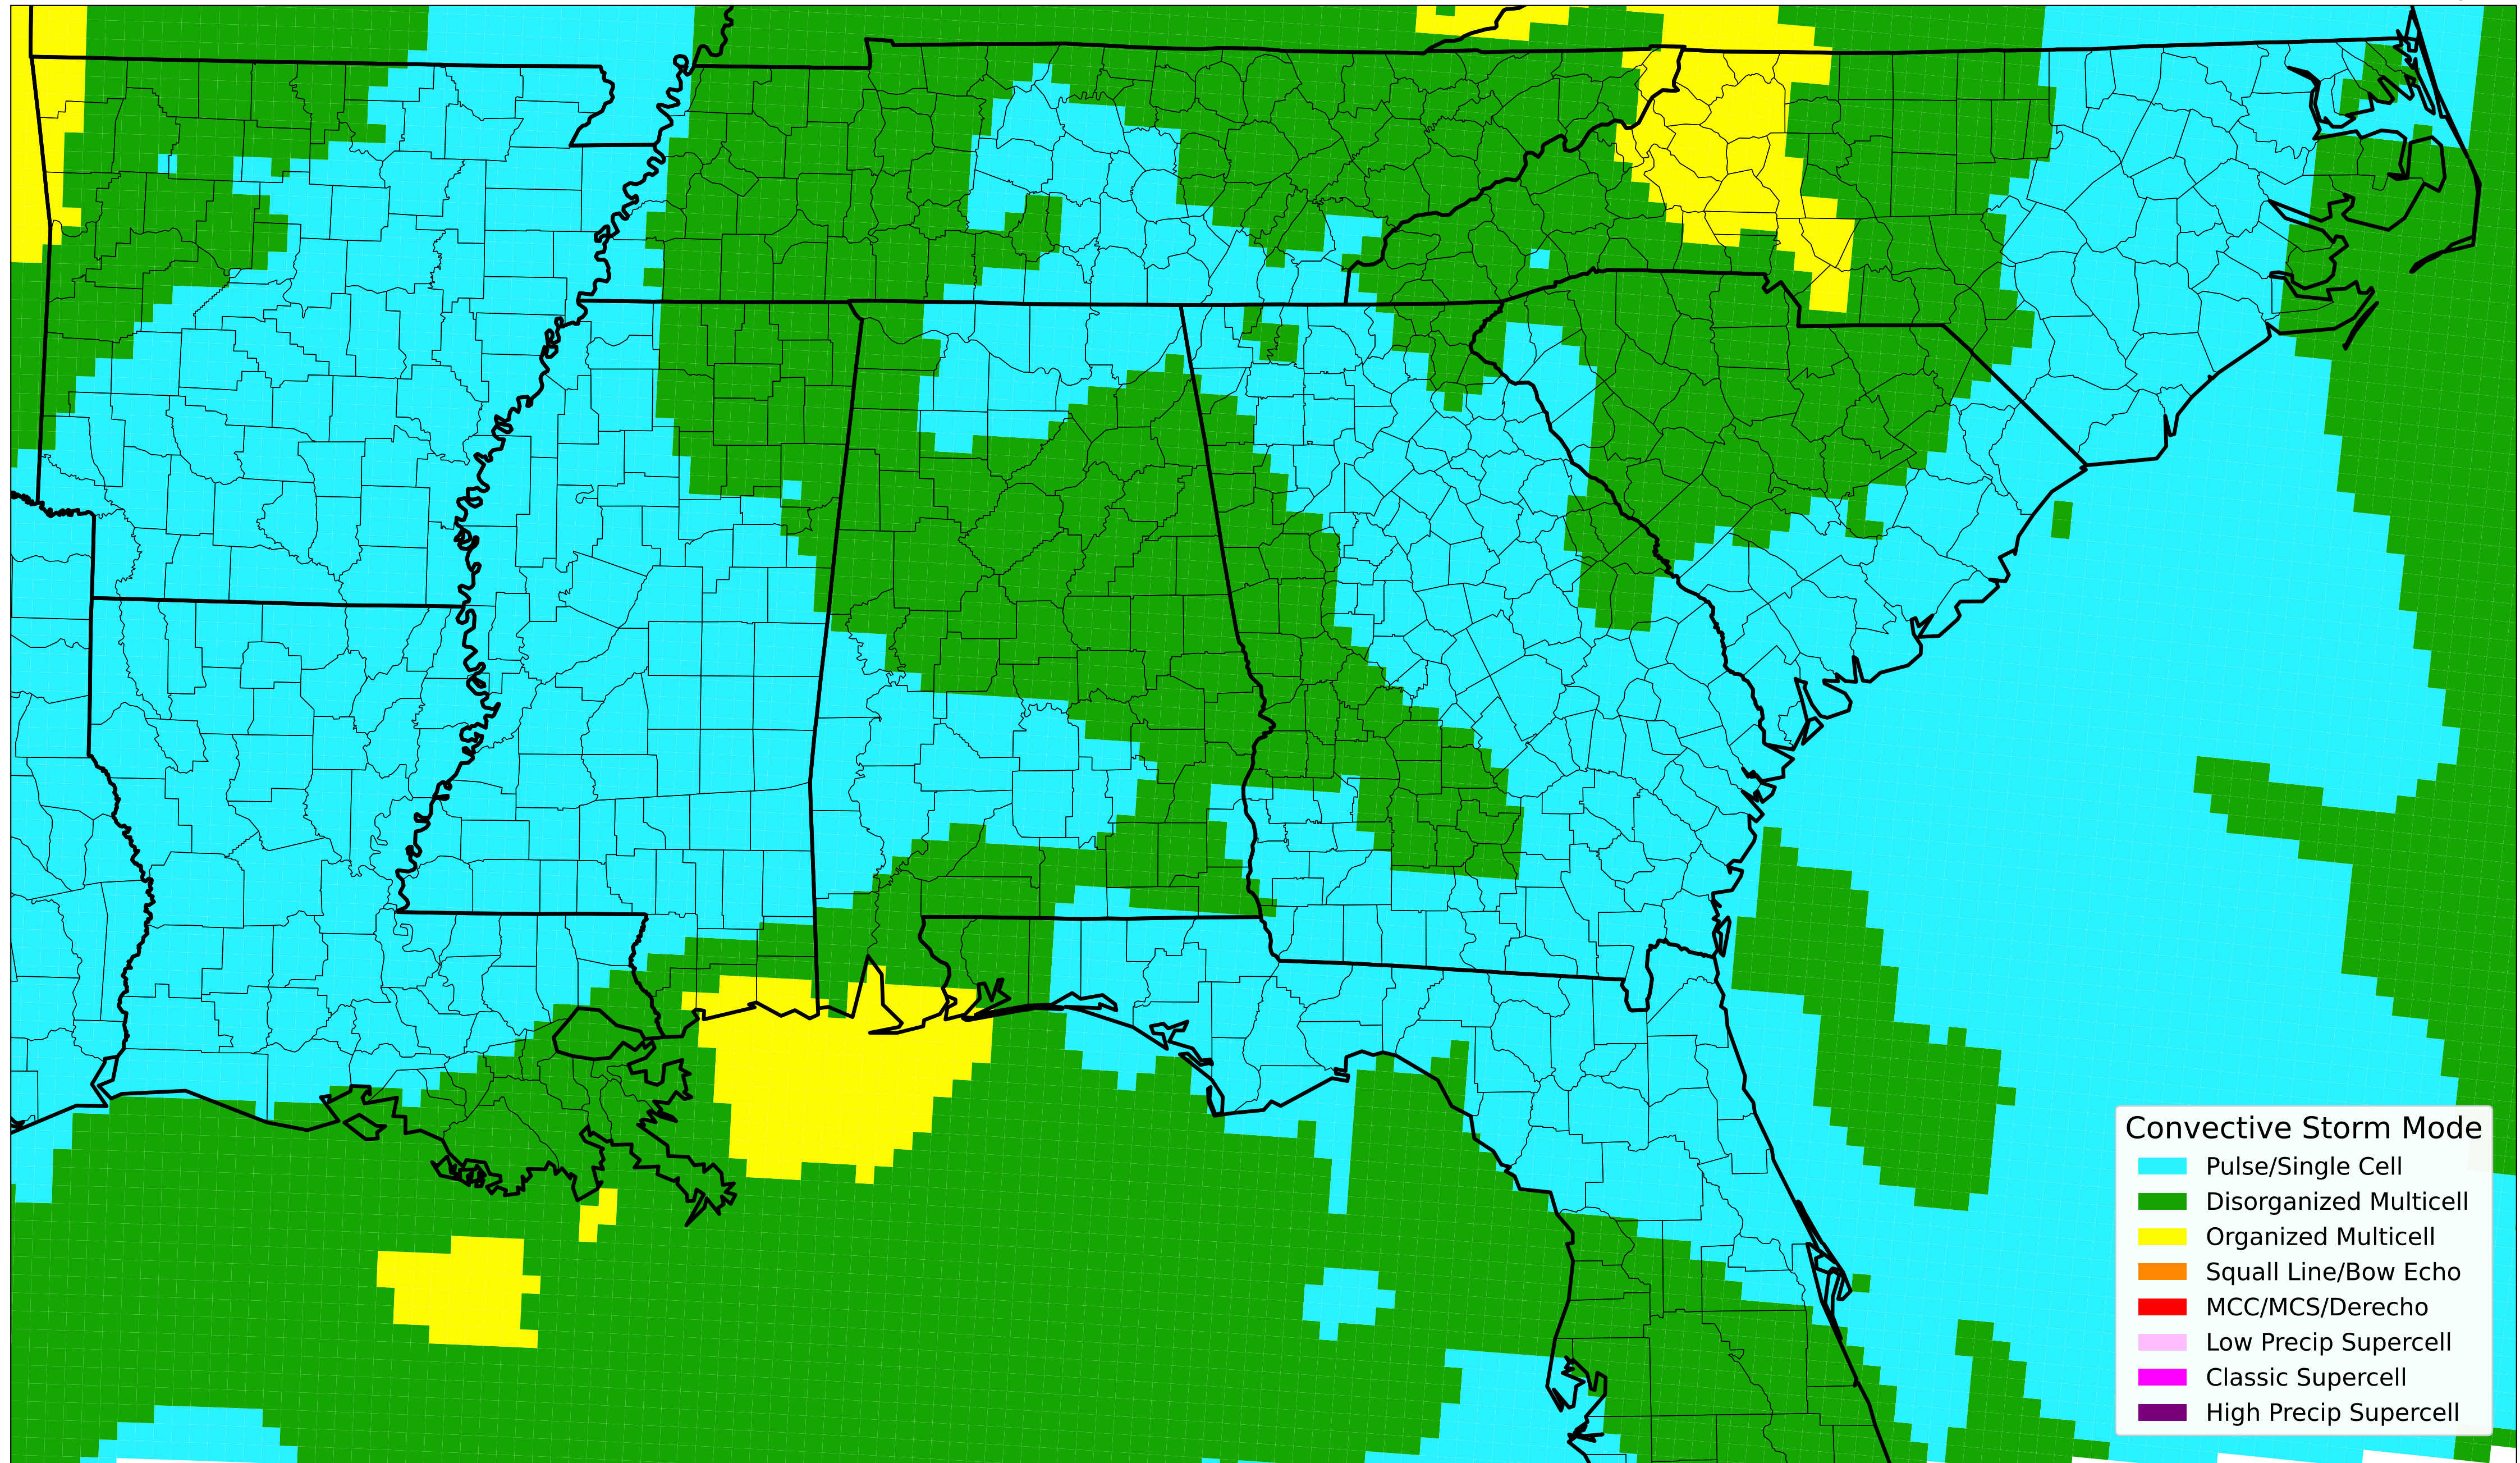 Convective Storm Mode
Pulse/Single Cell
Disorganized Multicell
Organized Multicell
Squall Line/Bow Echo
MCC/MCS/Derecho
Low Precip Supercell
Classic Supercell
High Precip Supercell